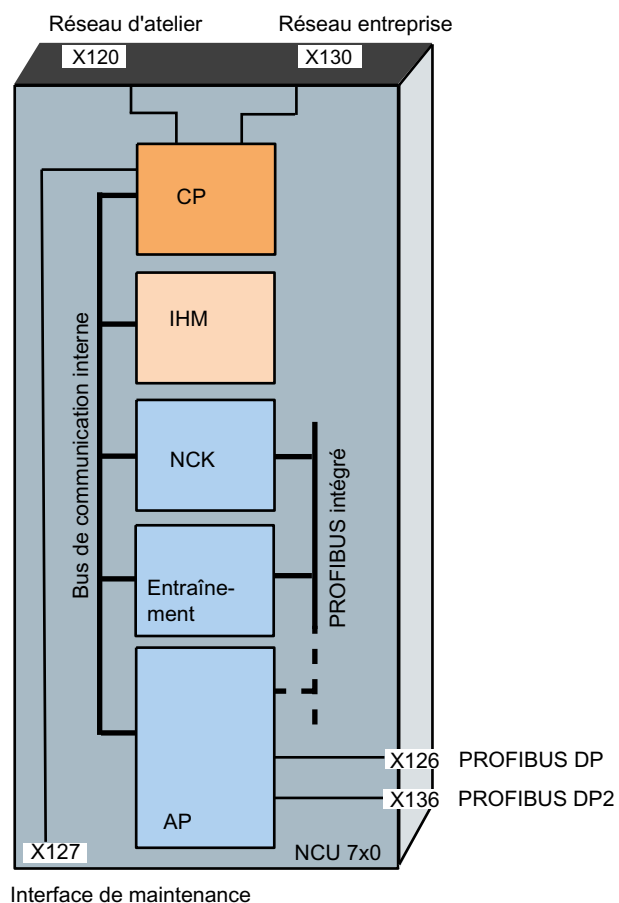 Réseau d'atelier
Réseau entreprise
X120
X130
CP
IHM
Bus de communication interne
NCK
PROFIBUS intégré
Entraîne-
ment
X126 PROFIBUS DP
X136 PROFIBUS DP2
AP
X127
NCU 7x0
Interface de maintenance